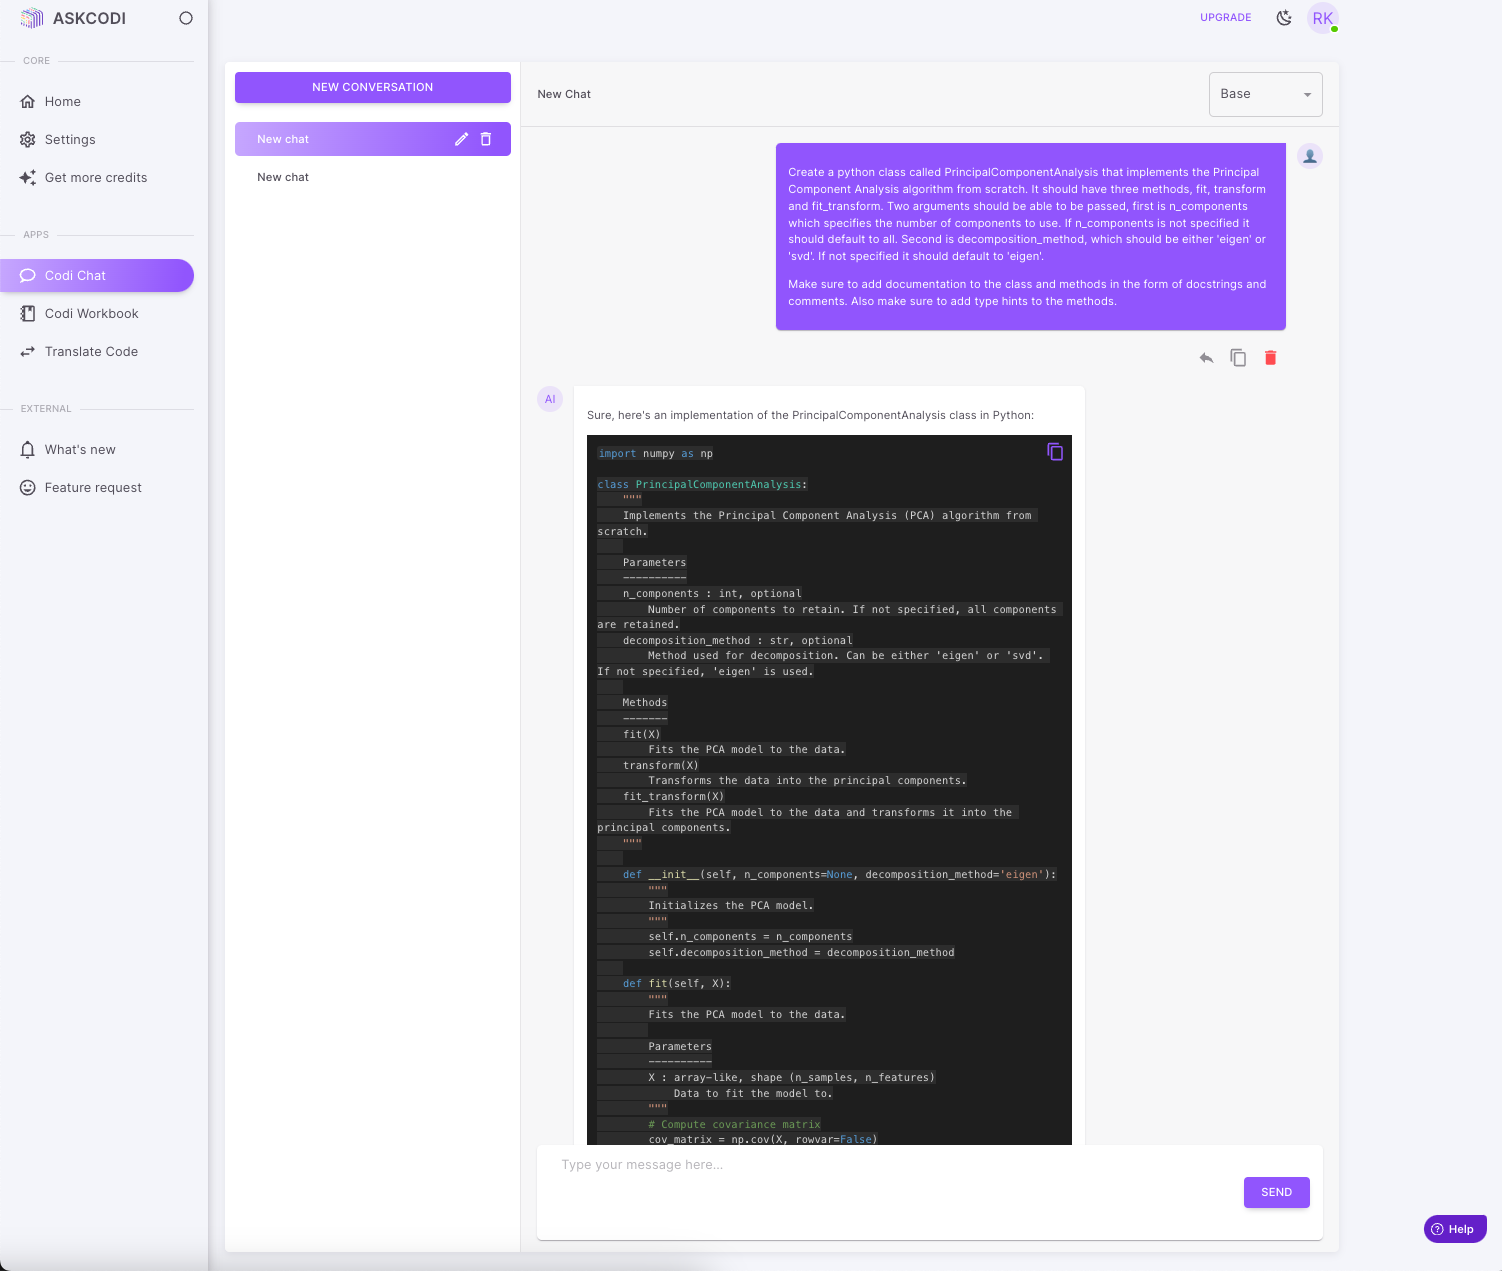 ASKCODI
CORE
Home
Settings
Get more credits
APPS
Codi Chat
Codi Workbook
Translate Code
EXTERNAL
What's new
Feature request
UPGRADE
RK
NEW CONVERSATION
New chat
New chat
New Chat
Base
Create a python class called PrincipalComponentAnalysis that implements the Principal
Component Analysis algorithm from scratch. It should have three methods, fit, transform
and fit_transform. Two arguments should be able to be passed, first is n_components
which specifies the number of components to use. If n_components is not specified it
should default to all. Second is decomposition_method, which should be either 'eigen' or
'svd'. If not specified it should default to 'eigen'.
Make sure to add documentation to the class and methods in the form of docstrings and
comments. Also make sure to add type hints to the methods.
AI
Sure, here's an implementation of the PrincipalComponentAnalysis class in Python:
import numpy as np
class PrincipalComponentAnalysis:
"""
Implements the Principal Component Analysis (PCA) algorithm from
scratch.
Parameters
----------
n_components : int, optional
Number of components to retain. If not specified, all components
are retained.
decomposition_method : str, optional
Method used for decomposition. Can be either 'eigen' or 'svd'.
If not specified, 'eigen' is used.
Methods
-------
fit(X)
Fits the PCA model to the data.
transform(X)
Transforms the data into the principal components.
fit_transform(X)
Fits the PCA model to the data and transforms it into the
principal components.
"""
def __init__(self, n_components=None, decomposition_method='eigen'):
"""
Initializes the PCA model.
"""
self.n_components = n_components
self.decomposition_method = decomposition_method
def fit(self, X):
"""
Fits the PCA model to the data.
Parameters
----------
X : array-like, shape (n_samples, n_features)
Data to fit the model to.
"""
# Compute covariance matrix
cov_matrix = np.cov(X, rowvar=False)
Type your message here...
SEND
Help